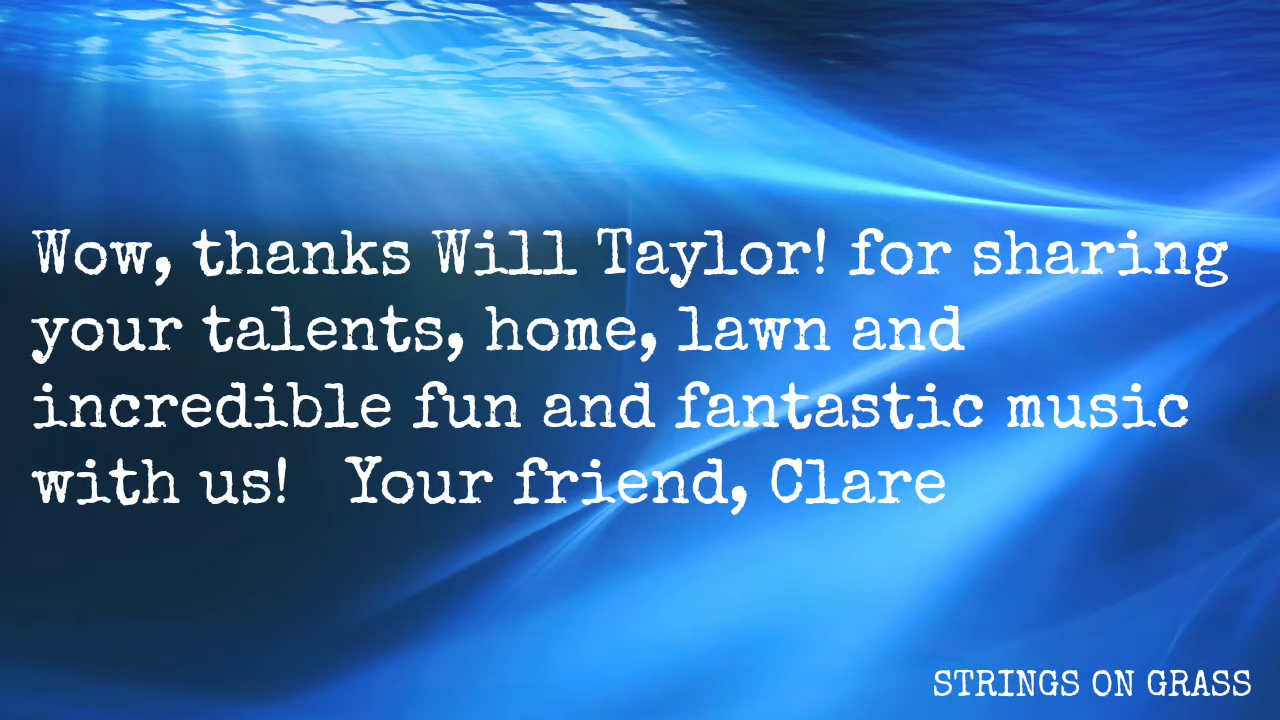 Wow, thanks Will Taylor! for sharing
your talents, home, lawn and
incredible fun and fantastic music
with us!   Your friend, Clare
STRINGS ON GRASS